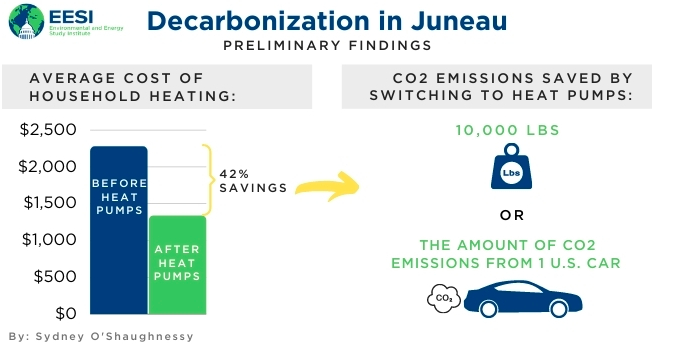 EESI
Environmental and Energy
Study Institute
Decarbonization in Juneau
PRELIMINARY FINDINGS
AVERAGE COST OF
HOUSEHOLD HEATING:
$2,500
$2,000
$1,500
$1,000
$500
$0
BEFORE
HEAT
PUMPS
AFTER
HEAT
PUMPS
42%
SAVINGS
By: Sydney O'Shaughnessy
CO2 EMISSIONS SAVED BY
SWITCHING TO HEAT PUMPS:
10,000 LBS
Lbs
OR
THE AMOUNT OF CO2
EMISSIONS FROM 1 U.S. CAR
CO₂